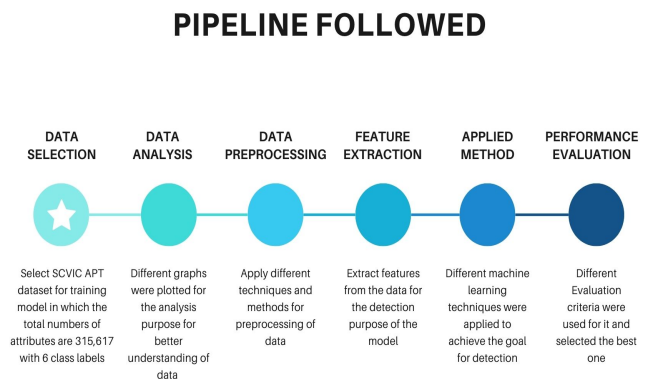 PIPELINE FOLLOWED
DATA
SELECTION
Select SCVIC APT
dataset for training
model in which the
total numbers of
attributes are 315,617
with 6 class labels
DATA
ANALYSIS
Different graphs
were plotted for
the analysis
purpose for
better
understanding of
data
DATA
PREPROCESSING
Apply different
techniques and
methods for
preprocessing of
data
FEATURE
EXTRACTION
Extract features
from the data for
the detection
purpose of the
model
APPLIED
METHOD
Different machine
learning
techniques were
applied to
achieve the goal
for detection
PERFORMANCE
EVALUATION
Different
Evaluation
criteria were
used for it and
selected the best
one